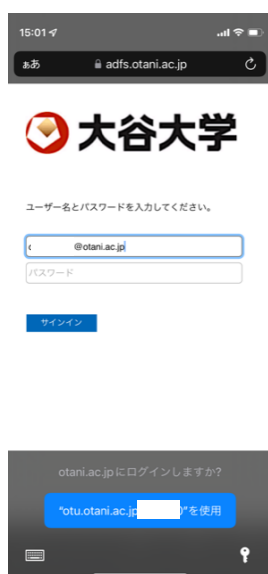 15:01
ぁあ adfs.otani.ac.jp
大谷大学
ユーザー名とパスワードを入力してください。
@otani.ac.jp
パスワード
サインイン
otani.ac.jpにログインしますか?
“otu.otani.ac.jp ”を使用